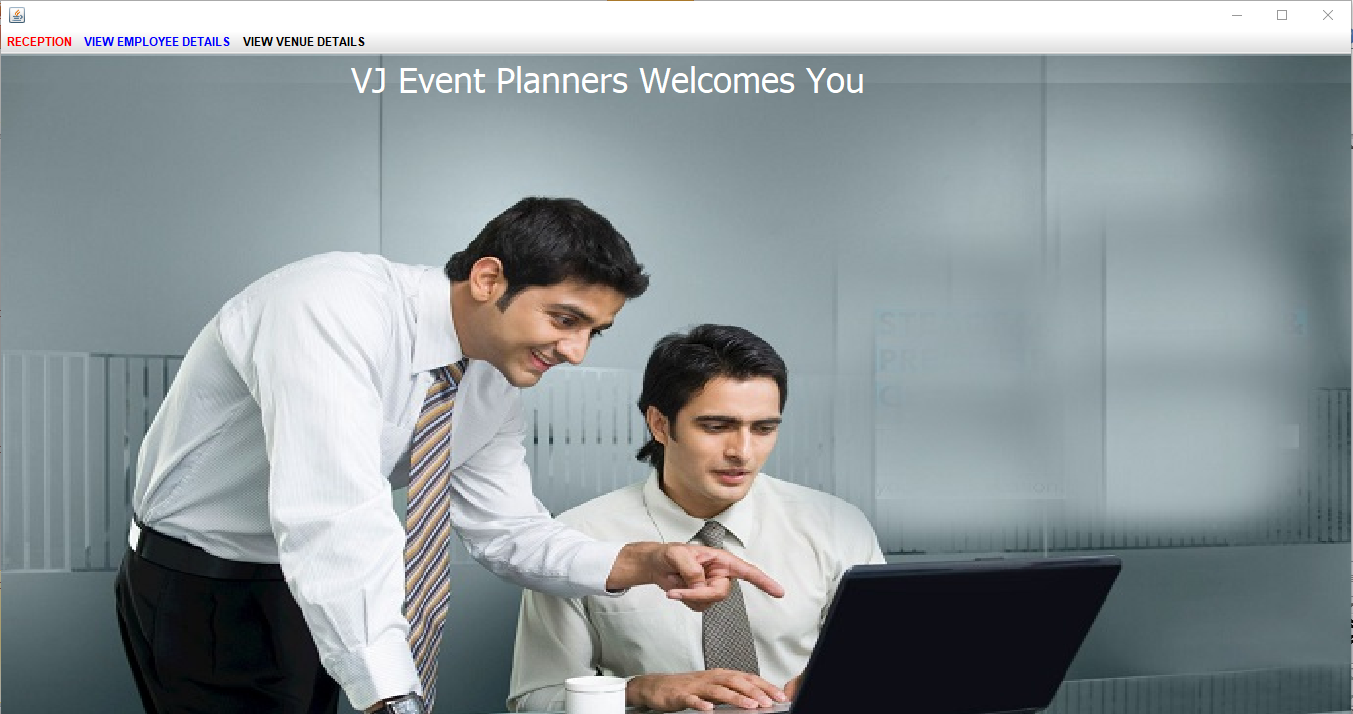 RECEPTION VIEW EMPLOYEE DETAILS VIEW VENUE DETAILS
VJ Event Planners Welcomes You